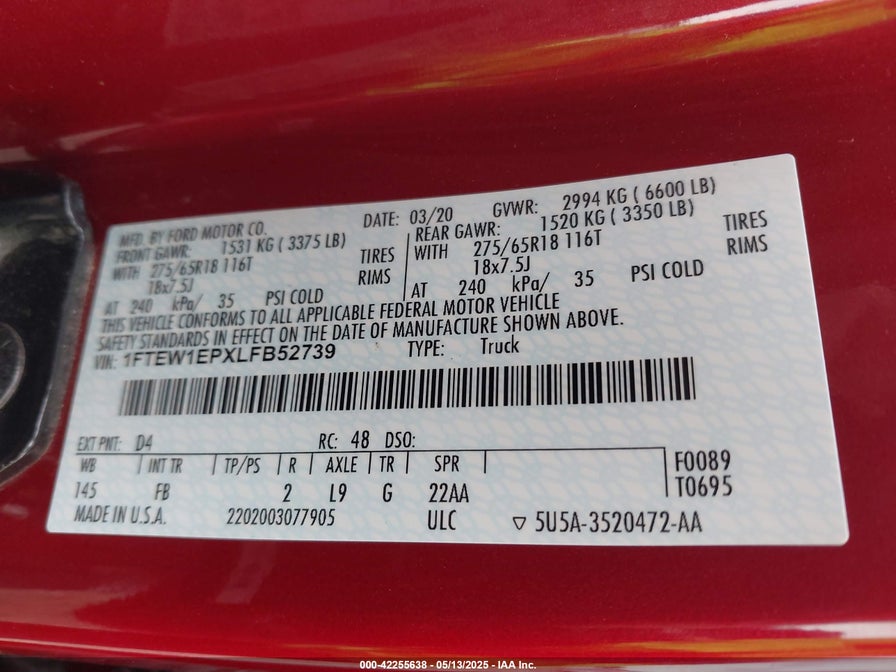 MFD. BY FORD MOTOR CO. DATE: 03/20 GVWR: 2994 KG ( 6600 LB)
FRONT GAWR: 1531 KG ( 3375 LB) REAR GAWR: 1520 KG ( 3350 LB)
WITH 275/65R18 116T TIRES WITH 275/65R18 116T TIRES
18x7.5J RIMS 18x7.5J RIMS
AT 240 kPa/ 35 PSI COLD AT 240 kPa/ 35 PSI COLD
THIS VEHICLE CONFORMS TO ALL APPLICABLE FEDERAL MOTOR VEHICLE
SAFETY STANDARDS IN EFFECT ON THE DATE OF MANUFACTURE SHOWN ABOVE.
VIN: 1FTEW1EPXLFB52739 TYPE: Truck
EXT PNT: D4 RC: 48 DSO:
WB INT TR TP/PS R AXLE TR SPR F0089
145 FB 2 L9 G 22AA T0695
MADE IN U.S.A. 2202003077905 ULC ▽ 5U5A-3520472-AA
000-42255638 - 05/13/2025 - IAA Inc.